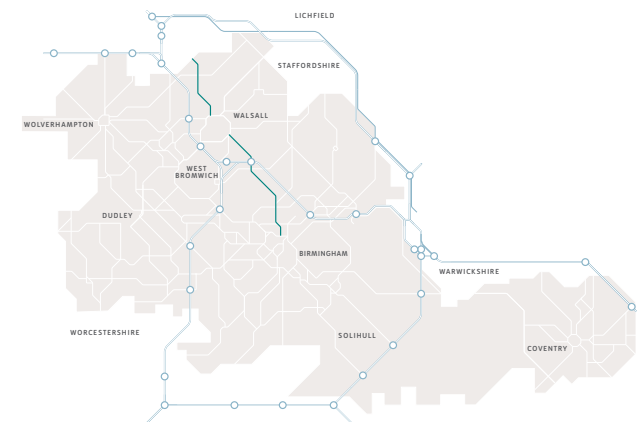 LICHFIELD
STAFFORDSHIRE
WALSALL
WOLVERHAMPTON
WEST
BROMWICH
DUDLEY
BIRMINGHAM
WARWICKSHIRE
WORCESTERSHIRE
SOLIHULL
COVENTRY